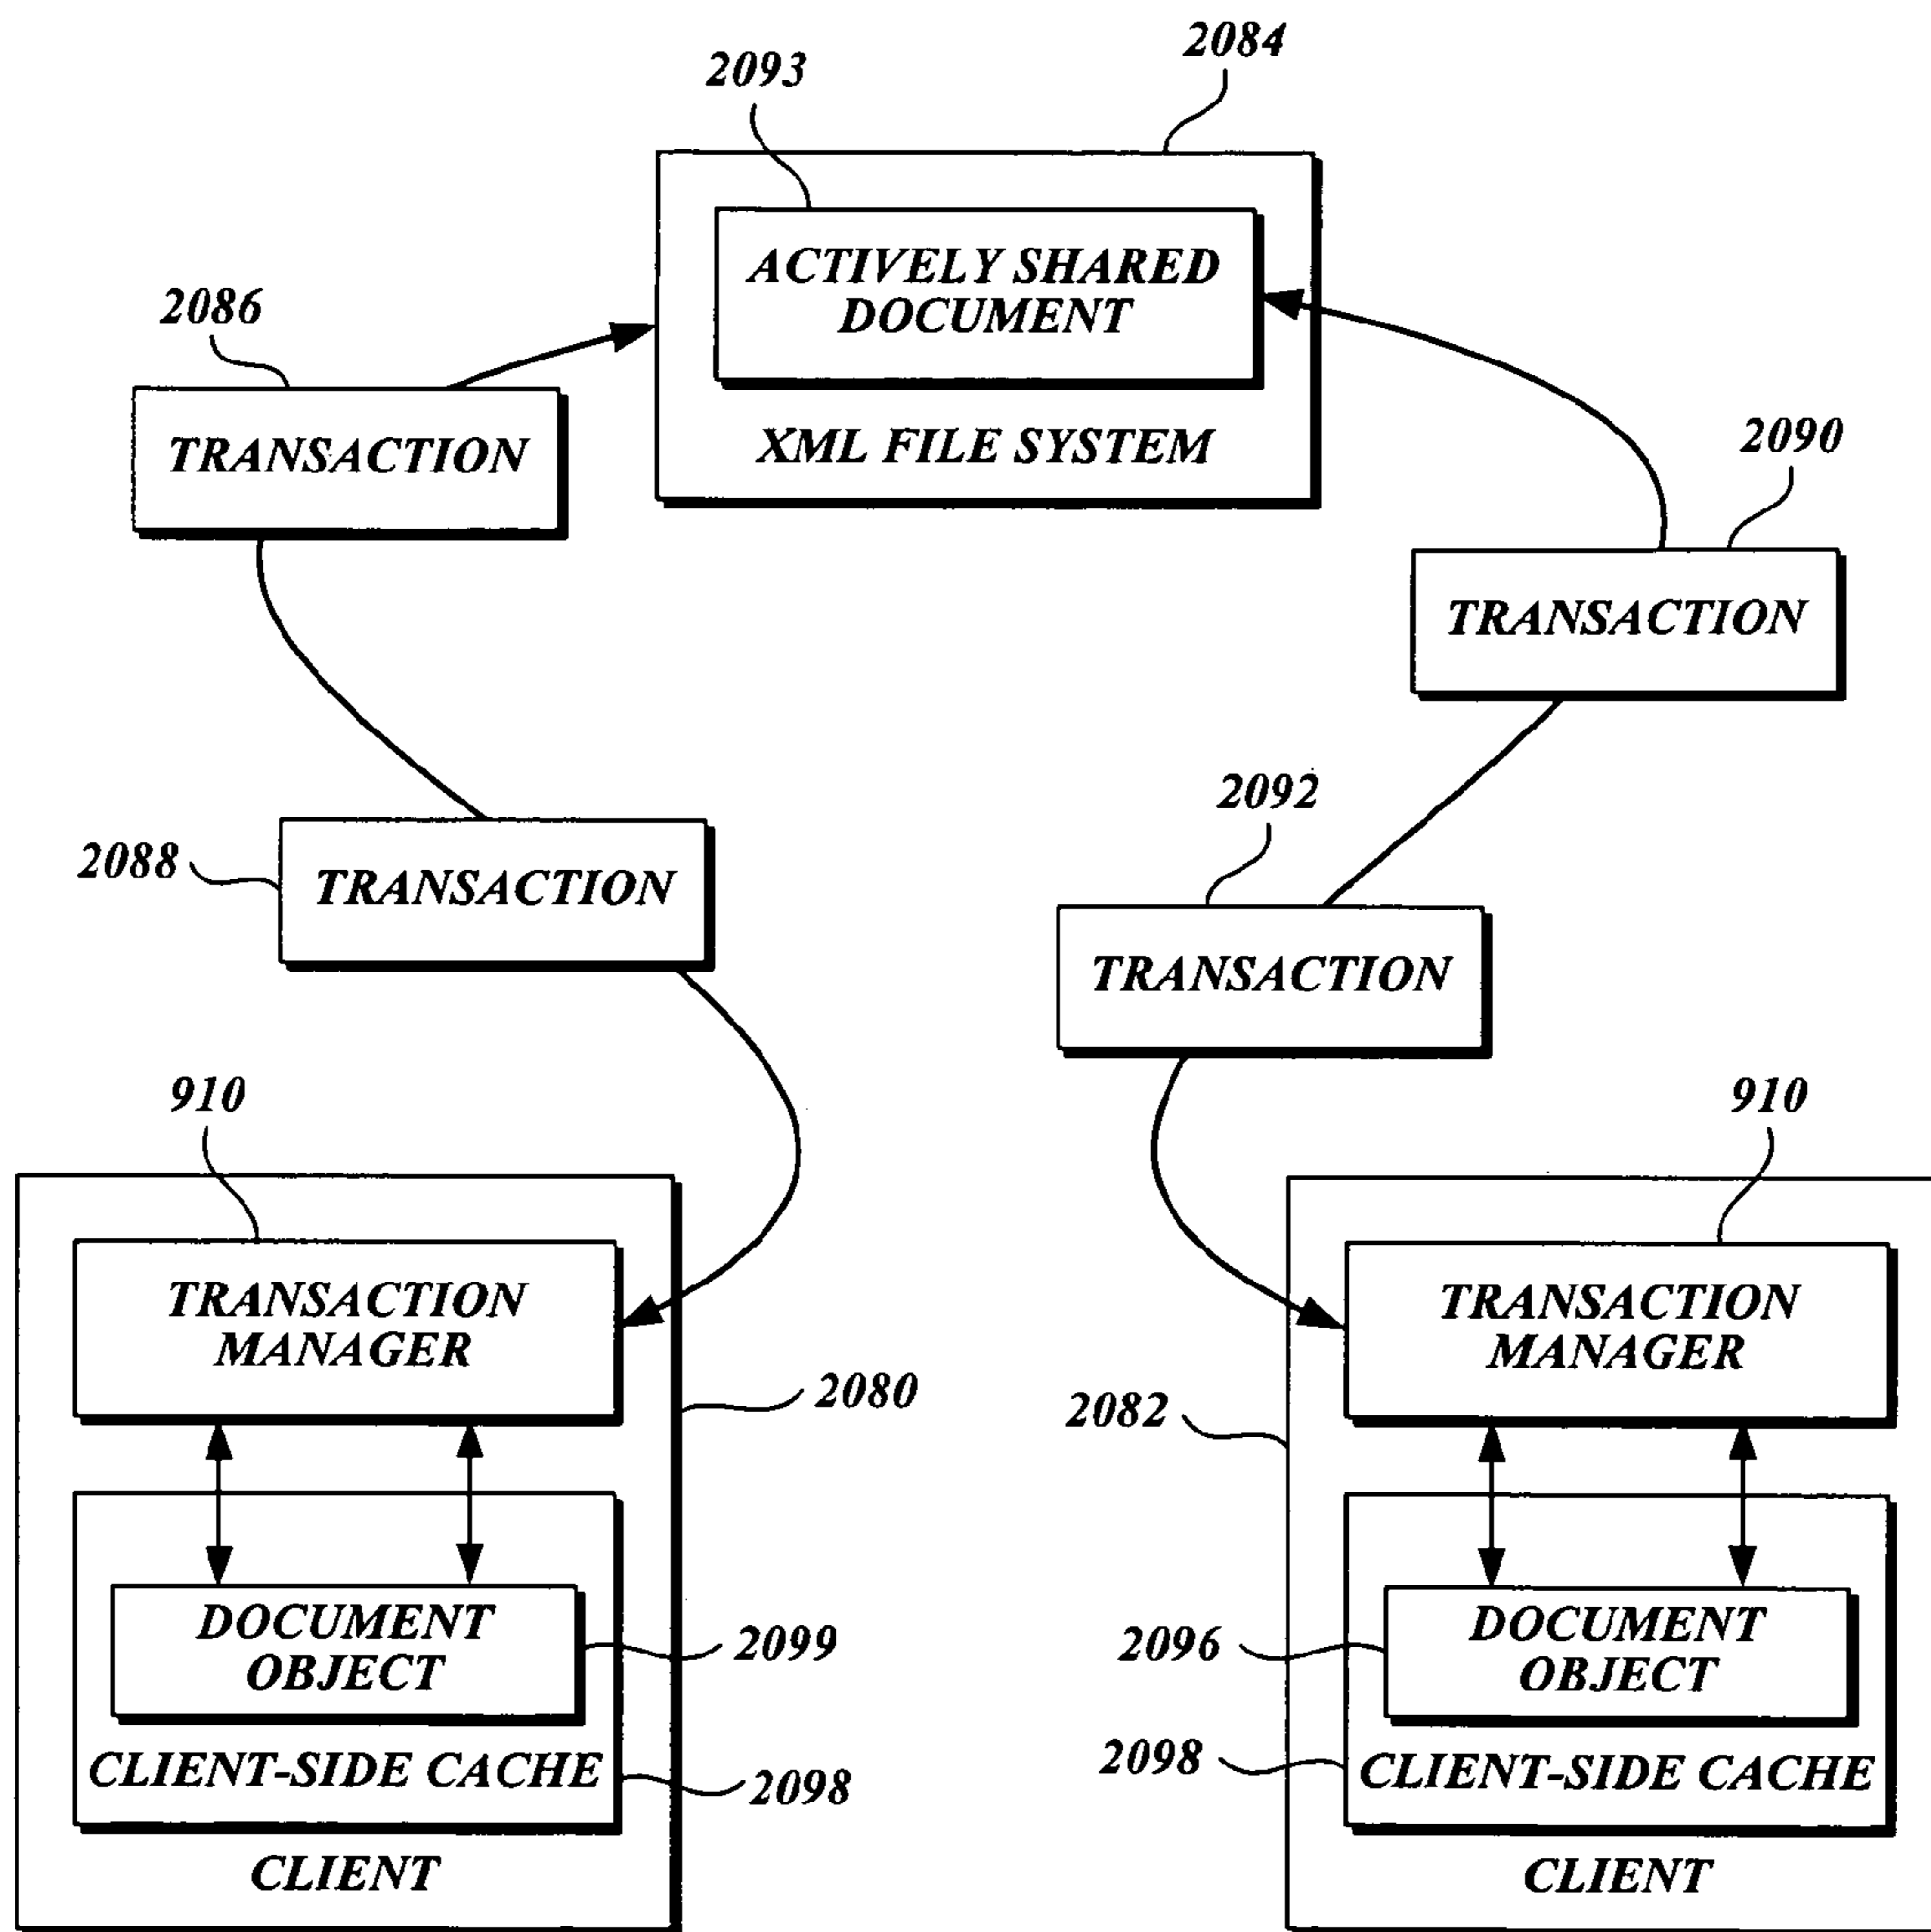 2084
2093
ACTIVELY SHARED
DOCUMENT
XML FILE SYSTEM
2086
TRANSACTION
2090
TRANSACTION
2088
TRANSACTION
2092
TRANSACTION
910
TRANSACTION
MANAGER
2080
DOCUMENT
OBJECT
2099
CLIENT-SIDE CACHE
2098
CLIENT
910
TRANSACTION
MANAGER
2082
DOCUMENT
OBJECT
2096
CLIENT-SIDE CACHE
2098
CLIENT